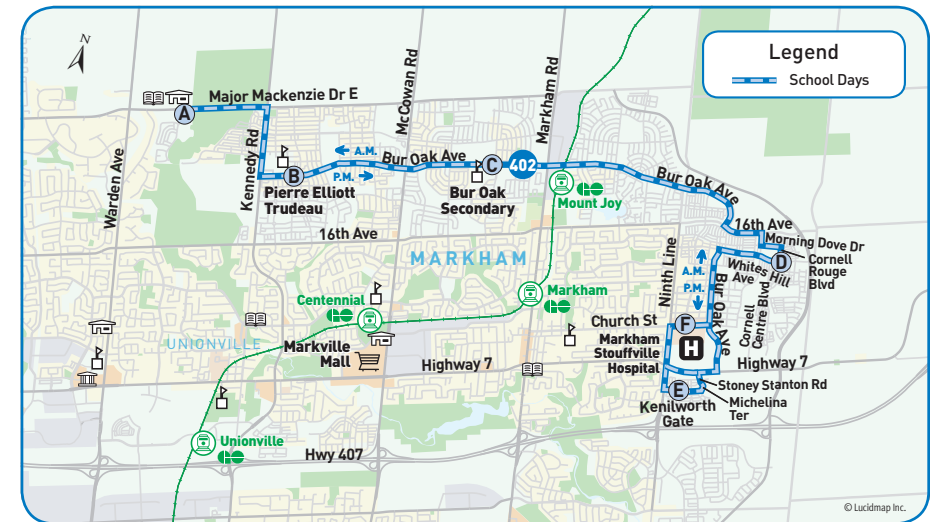 N
Legend
School Days
Major Mackenzie Dr E
A
Warden Ave
Kennedy Rd
McCowan Rd
Markham Rd
A.M.
P.M.
B
Bur Oak Ave
C
402
Bur Oak Ave
Pierre Elliott
Trudeau
Bur Oak
Secondary
Mount Joy
16th Ave
16th Ave
Morning Dove Dr
Cornell
Rouge
Blvd
D
Whites Hill
Ave
MARKHAM
Ninth Line
A.M.
P.M.
Bur Oak Ave
Cornell
Centre Blvd
Centennial
Markham
UNIONVILLE
Markville
Mall
Church St
F
Markham
Stouffville
Hospital
H
Highway 7
Highway 7
E
Stoney Stanton Rd
Michelina
Ter
Kenilworth
Gate
Unionville
Hwy 407
© Lucidmap Inc.